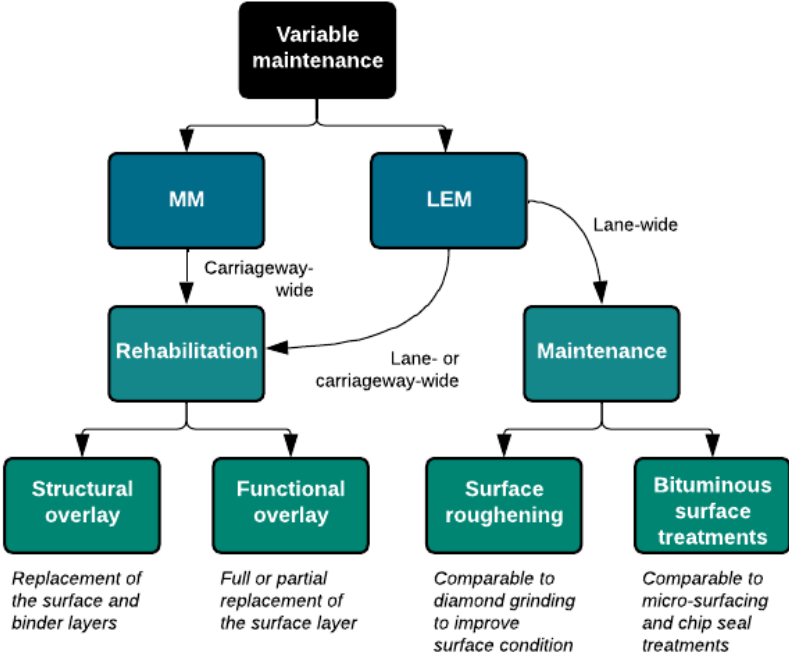 Variable
maintenance
MM
LEM
Lane-wide
Carriageway-
wide
Rehabilitation
Lane- or
carriageway-wide
Maintenance
Structural
overlay
Functional
overlay
Surface
roughening
Bituminous
surface
treatments
Replacement of
the surface and
binder layers
Full or partial
replacement of
the surface layer
Comparable to
diamond grinding
to improve
surface condition
Comparable to
micro-surfacing
and chip seal
treatments